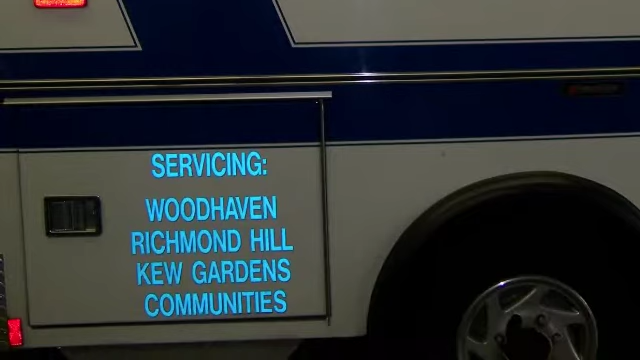 SERVICING:
WOODHAVEN
RICHMOND HILL
KEW GARDENS
COMMUNITIES